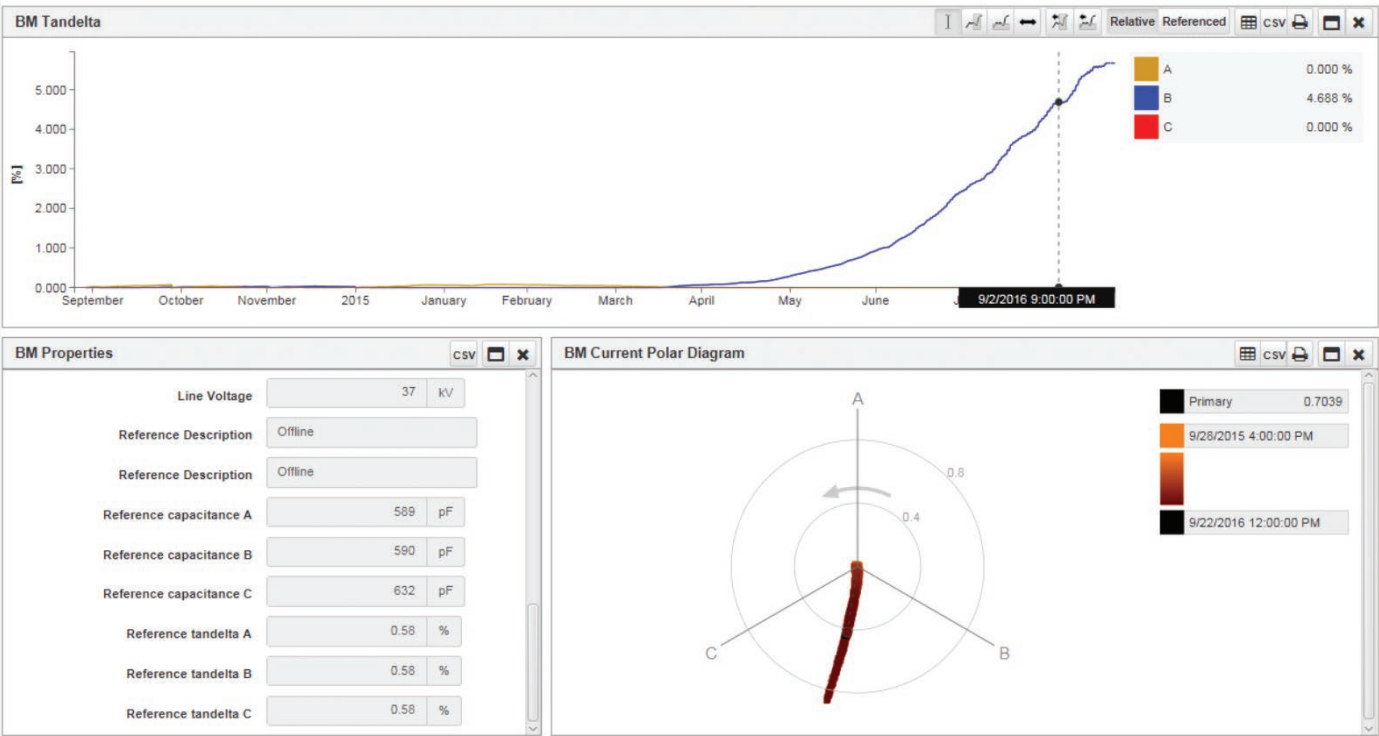 BM Tandelta
Relative Referenced CSV
[%]
5.000
4.000
3.000
2.000
1.000
0.000
September October November 2015 January February March April May June J
9/2/2016 9:00:00 PM
A 0.000 %
B 4.688 %
C 0.000 %
BM Properties CSV
Line Voltage 37 kV
Reference Description Offline
Reference Description Offline
Reference capacitance A 589 pF
Reference capacitance B 590 pF
Reference capacitance C 632 pF
Reference tandelta A 0.58 %
Reference tandelta B 0.58 %
Reference tandelta C 0.58 %
BM Current Polar Diagram CSV
A
0.8
0.4
C
B
Primary 0.7039
9/28/2015 4:00:00 PM
9/22/2016 12:00:00 PM